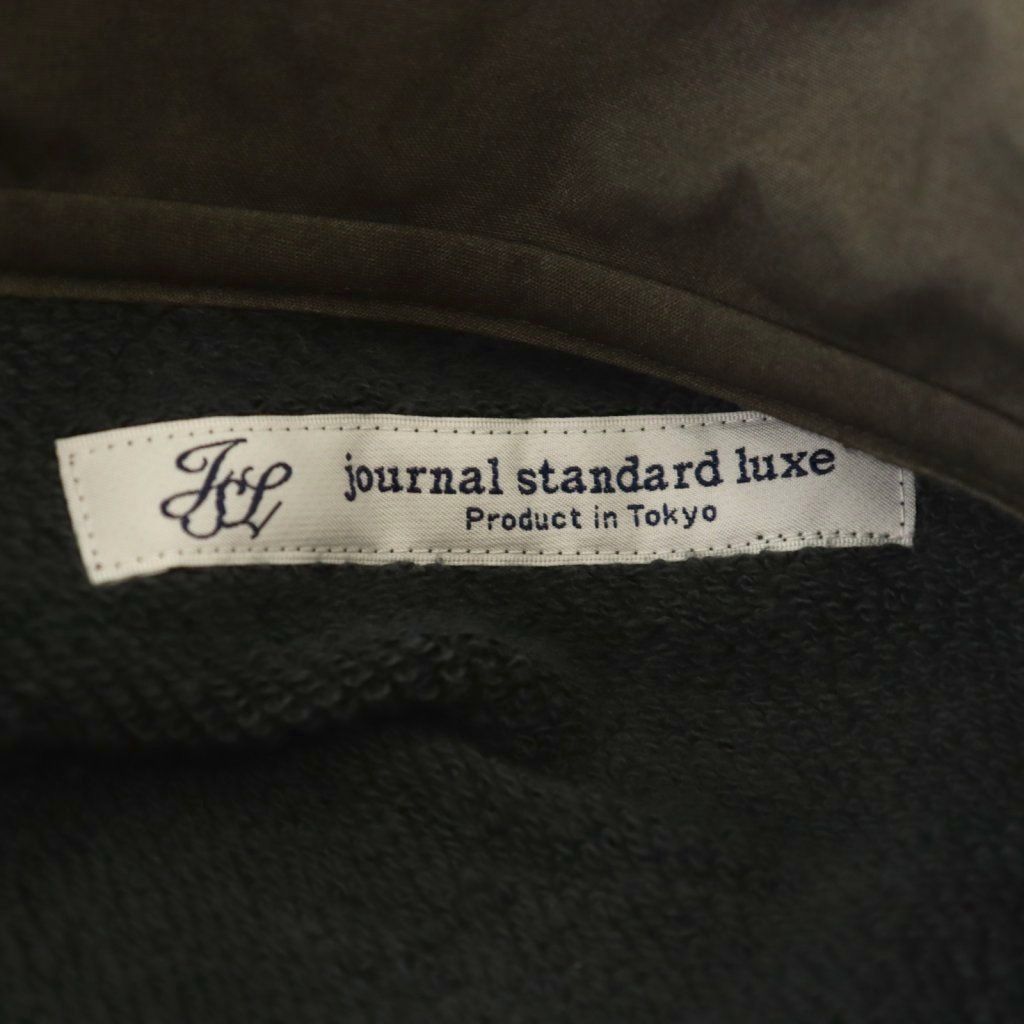 JSL
journal standard luxe
Product in Tokyo